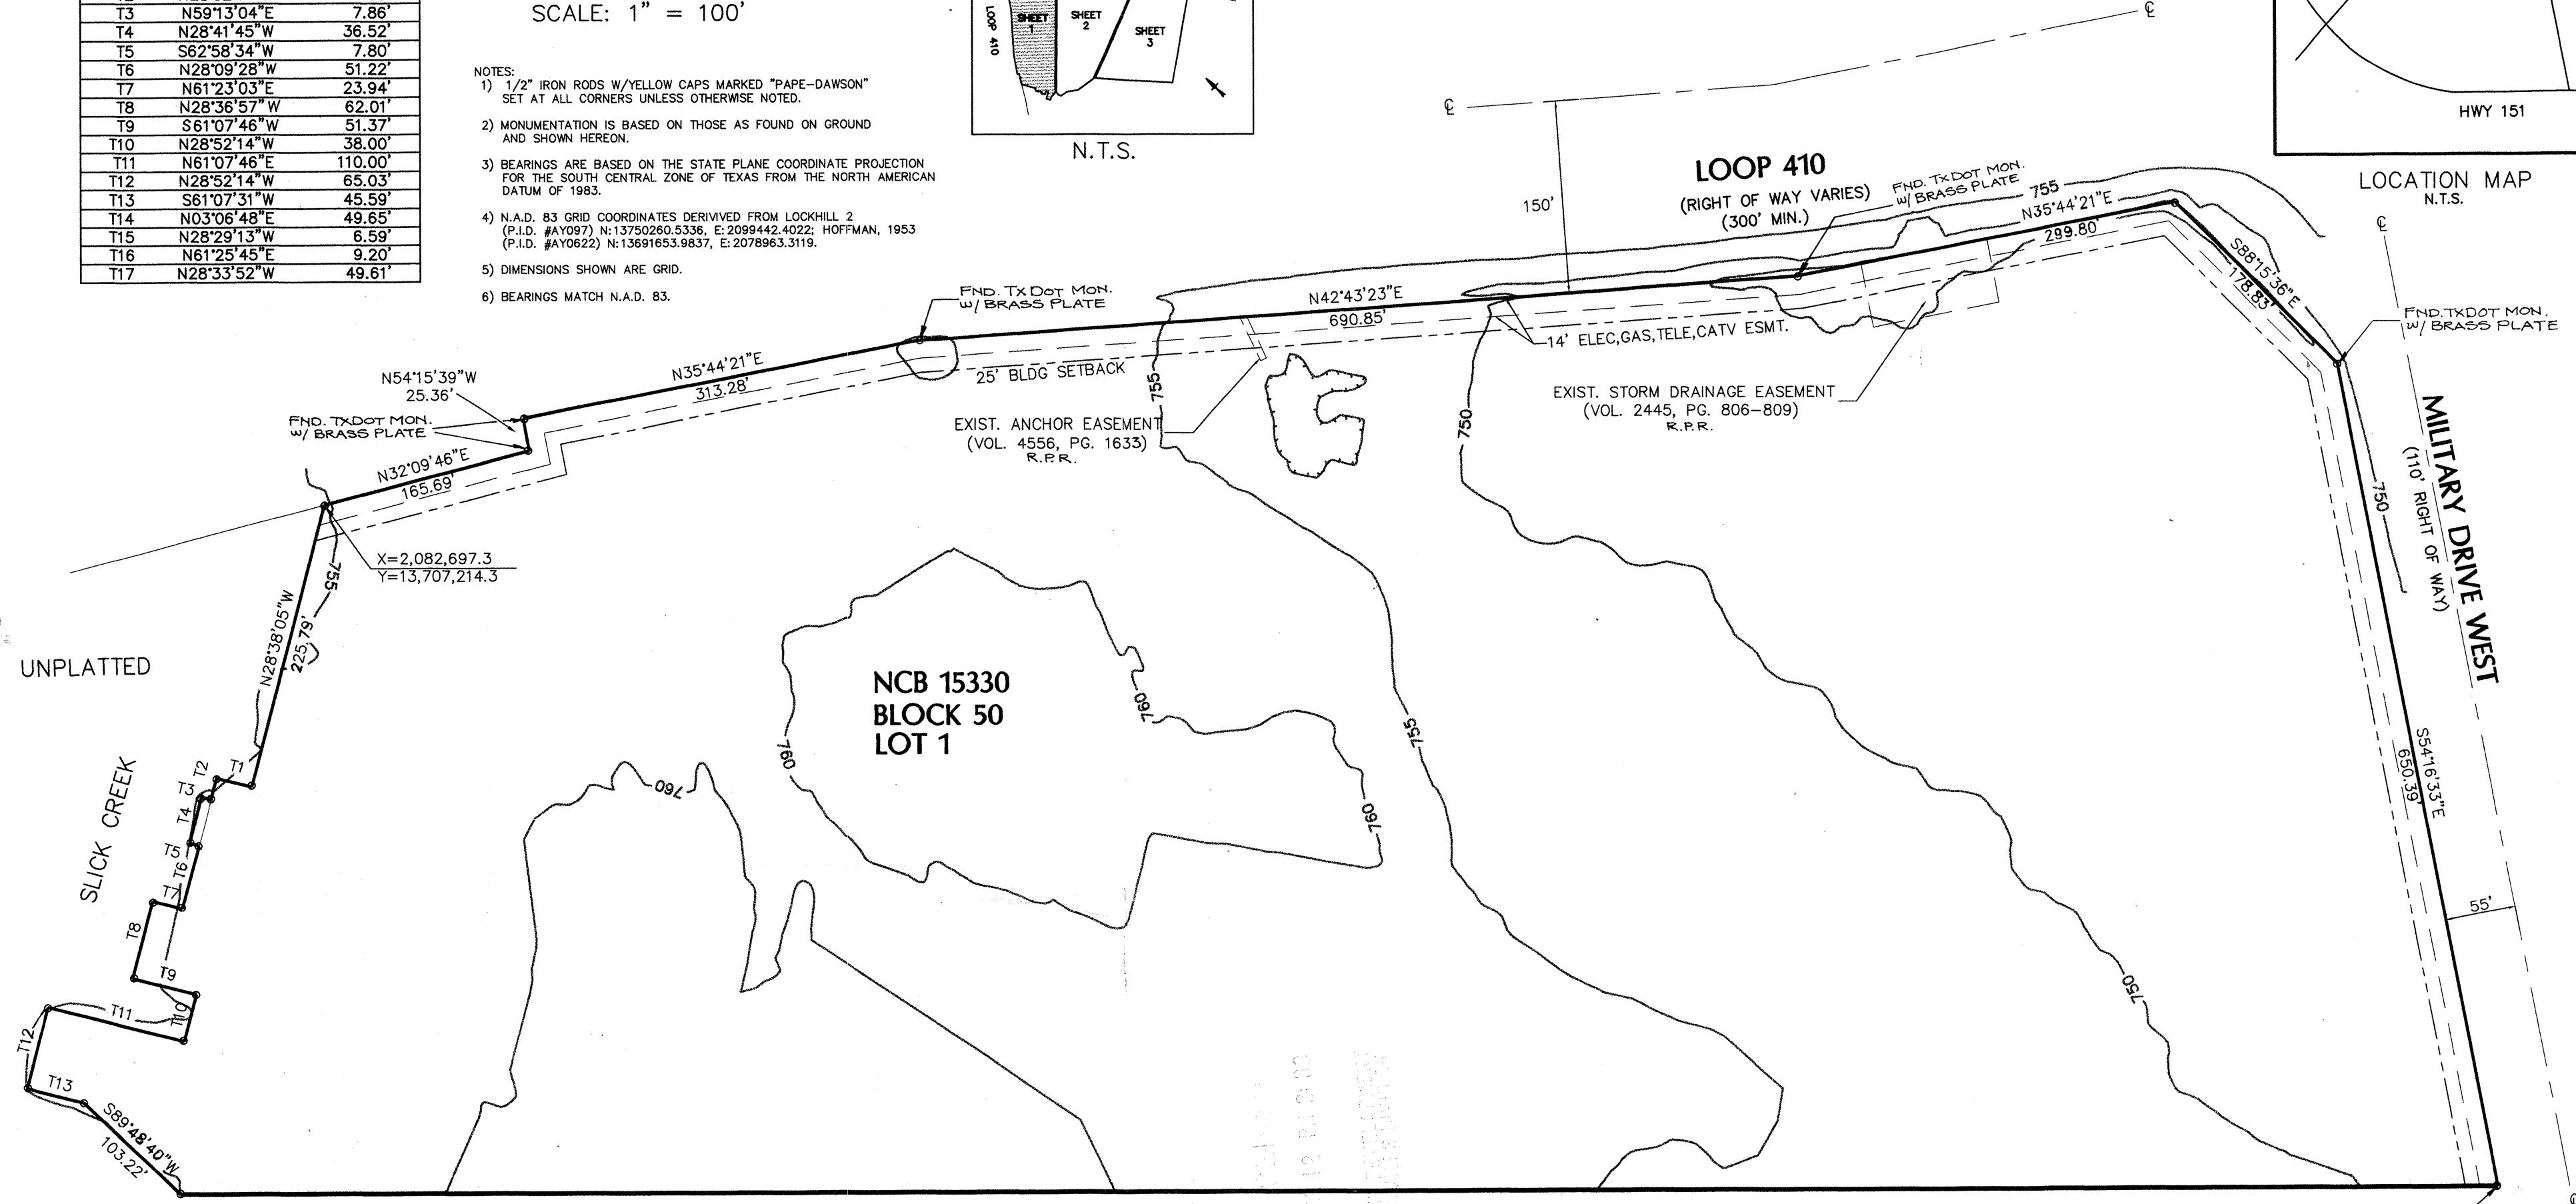 T3 N59°13'04"E 7.86'
T4 N28°41'45"W 36.52'
T5 S62°58'34"W 7.80'
T6 N28°09'28"W 51.22'
T7 N61°23'03"E 23.94'
T8 N28°36'57"W 62.01'
T9 S61°07'46"W 51.37'
T10 N28°52'14"W 38.00'
T11 N61°07'46"E 110.00'
T12 N28°52'14"W 65.03'
T13 S61°07'31"W 45.59'
T14 N03°06'48"E 49.65'
T15 N28°29'13"W 6.59'
T16 N61°25'45"E 9.20'
T17 N28°33'52"W 49.61'
SCALE: 1" = 100'
NOTES:
1) 1/2" IRON RODS W/YELLOW CAPS MARKED "PAPE-DAWSON"
SET AT ALL CORNERS UNLESS OTHERWISE NOTED.
2) MONUMENTATION IS BASED ON THOSE AS FOUND ON GROUND
AND SHOWN HEREON.
3) BEARINGS ARE BASED ON THE STATE PLANE COORDINATE PROJECTION
FOR THE SOUTH CENTRAL ZONE OF TEXAS FROM THE NORTH AMERICAN
DATUM OF 1983.
4) N.A.D. 83 GRID COORDINATES DERIVIVED FROM LOCKHILL 2
(P.I.D. #AY097) N:13750260.5336, E:2099442.4022; HOFFMAN, 1953
(P.I.D. #AY0622) N:13691653.9837, E:2078963.3119.
5) DIMENSIONS SHOWN ARE GRID.
6) BEARINGS MATCH N.A.D. 83.
LOOP 410
SHEET
1
SHEET
2
SHEET
3
N.T.S.
℄
℄
150'
LOOP 410
(RIGHT OF WAY VARIES)
(300' MIN.)
FND. TXDOT MON.
W/ BRASS PLATE
755
N35°44'21"E
299.80'
HWY 151
LOCATION MAP
N.T.S.
℄
S88°15'36"E
178.83'
FND. TXDOT MON.
W/ BRASS PLATE
FND. TXDOT MON.
W/ BRASS PLATE
N42°43'23"E
690.85'
14' ELEC,GAS,TELE,CATV ESMT.
25' BLDG SETBACK
N35°44'21"E
313.28'
N54°15'39"W
25.36'
FND. TXDOT MON.
W/ BRASS PLATE
N32°09'46"E
165.69'
755
EXIST. ANCHOR EASEMENT
(VOL. 4556, PG. 1633)
R.P.R.
750
EXIST. STORM DRAINAGE EASEMENT
(VOL. 2445, PG. 806-809)
R.P.R.
750
MILITARY DRIVE WEST
(110' RIGHT OF WAY)
X=2,082,697.3
Y=13,707,214.3
755
N28°38'05"W
225.79'
UNPLATTED
SLICK CREEK
NCB 15330
BLOCK 50
LOT 1
760
760
760
760
755
750
S54°16'33"E
650.39'
55'
T1
T2
T3
T4
T5
T6
T7
T8
T9
T10
T11
T12
T13
S89°48'40"W
103.22'